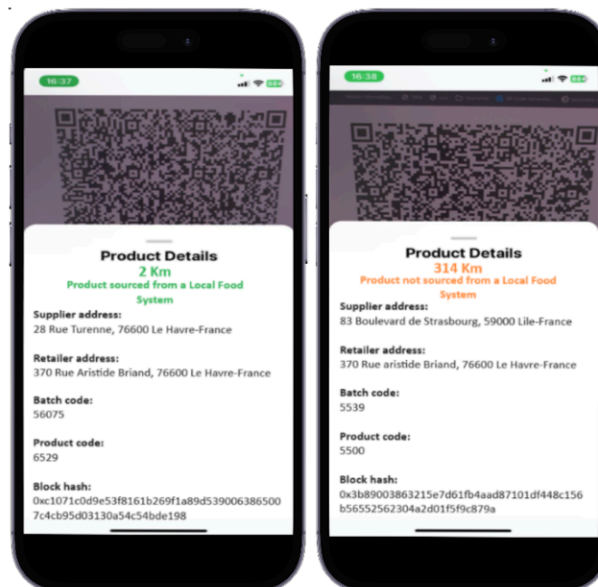 16:37
Product Details
2 Km
Product sourced from a Local Food
System
Supplier address:
28 Rue Turenne, 76600 Le Havre-France
Retailer address:
370 Rue Aristide Briand, 76600 Le Havre-France
Batch code:
56075
Product code:
6529
Block hash:
0xc1071c0d9e53f8161b269f1a89d539006386500
7c4cb95d03130a54c54bde198
16:38
Product Details
314 Km
Product not sourced from a Local Food
System
Supplier address:
83 Boulevard de Strasbourg, 59000 Lile-France
Retailer address:
370 Rue aristide Briand, 76600 Le Havre-France
Batch code:
5539
Product code:
5500
Block hash:
0x3b89003863215e7d61fb4aad87101df448c156
b56552562304a2d01f5f9c879a